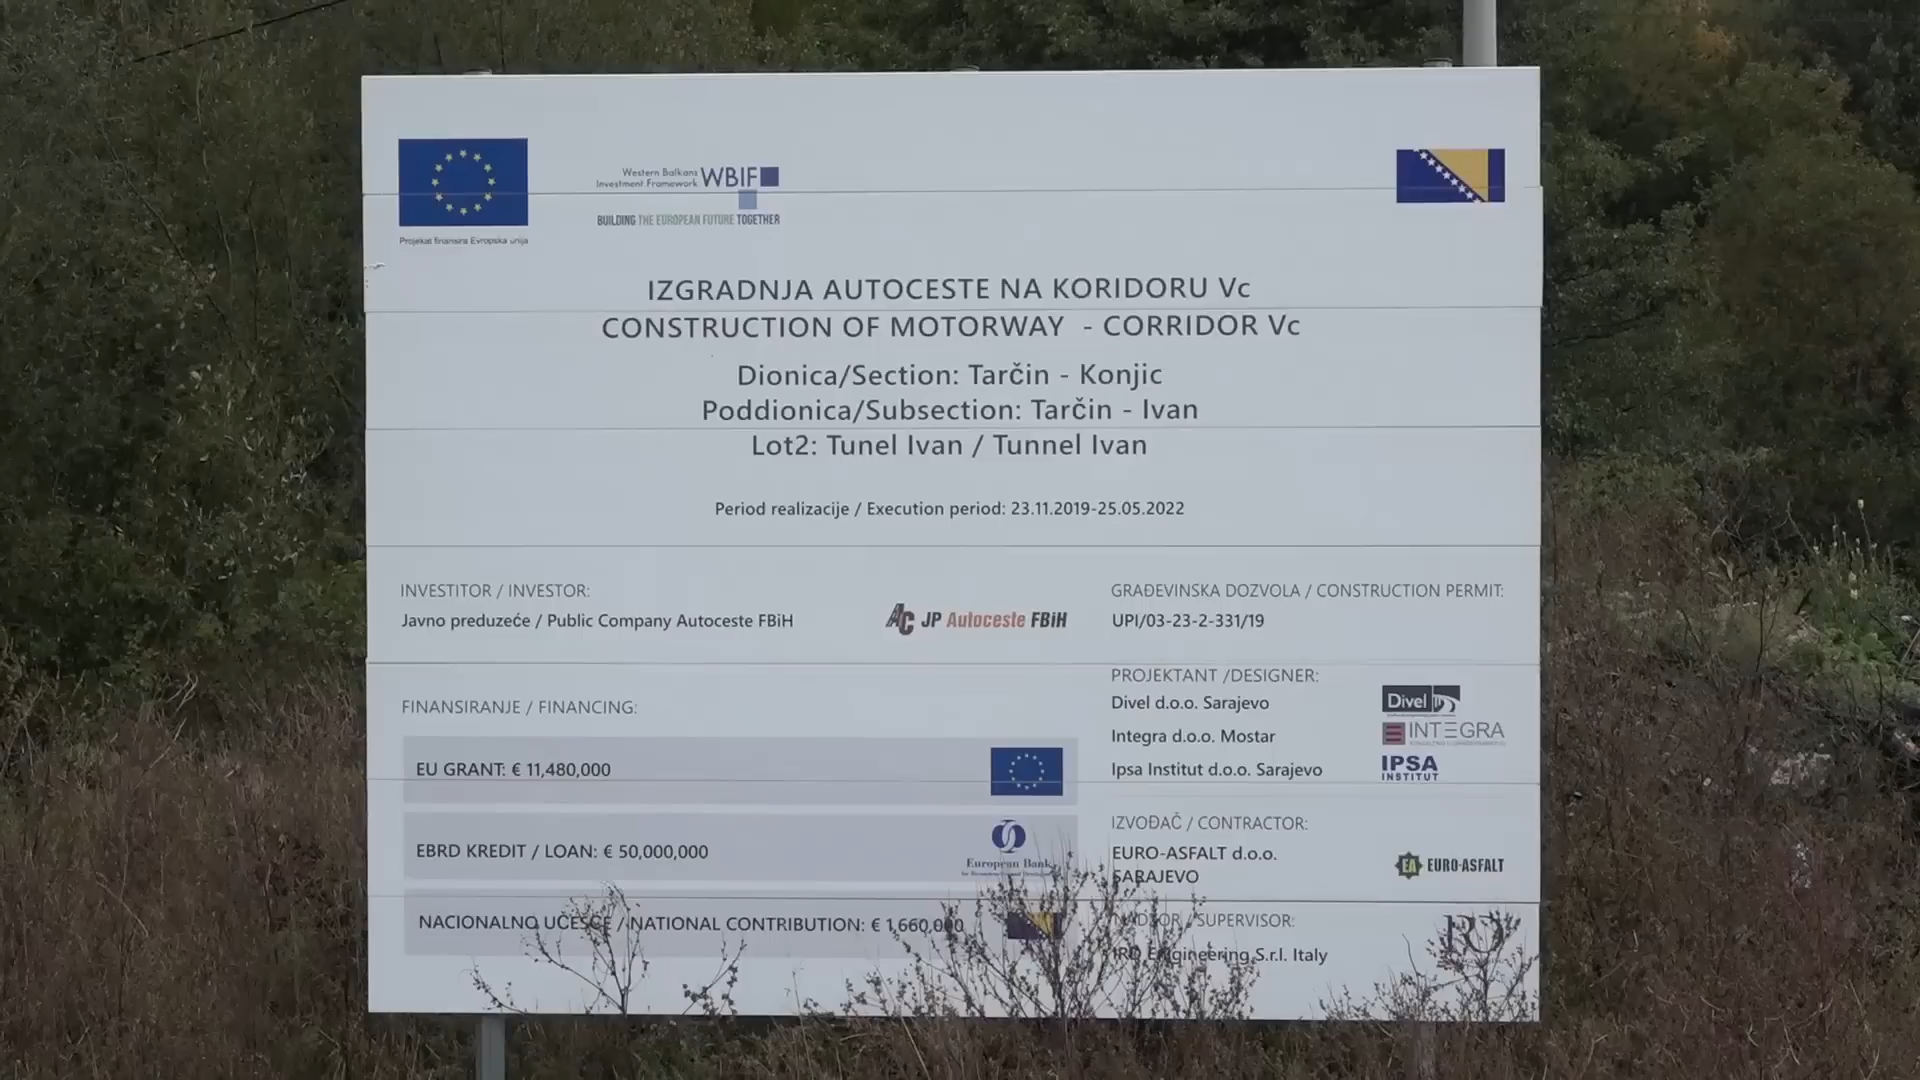 Projekat finansira Evropska unija
Western Balkans
Investment Framework WBIF
BUILDING THE EUROPEAN FUTURE TOGETHER
IZGRADNJA AUTOCESTE NA KORIDORU Vc
CONSTRUCTION OF MOTORWAY - CORRIDOR Vc
Dionica/Section: Tarčin - Konjic
Poddionica/Subsection: Tarčin - Ivan
Lot2: Tunel Ivan / Tunnel Ivan
Period realizacije / Execution period: 23.11.2019-25.05.2022
INVESTITOR / INVESTOR:
Javno preduzeće / Public Company Autoceste FBiH
AC JP Autoceste FBiH
GRAĐEVINSKA DOZVOLA / CONSTRUCTION PERMIT:
UPI/03-23-2-331/19
FINANSIRANJE / FINANCING:
EU GRANT: € 11,480,000
EBRD KREDIT / LOAN: € 50,000,000
European Bank
NACIONALNO UČEŠĆE / NATIONAL CONTRIBUTION: € 1,660,000
PROJEKTANT /DESIGNER:
Divel d.o.o. Sarajevo
Divel
Integra d.o.o. Mostar
INTEGRA
Ipsa Institut d.o.o. Sarajevo
IPSA
INSTITUT
IZVOĐAČ / CONTRACTOR:
EURO-ASFALT d.o.o.
SARAJEVO
EA EURO-ASFALT
NADZOR / SUPERVISOR:
IRD Engineering S.r.l. Italy